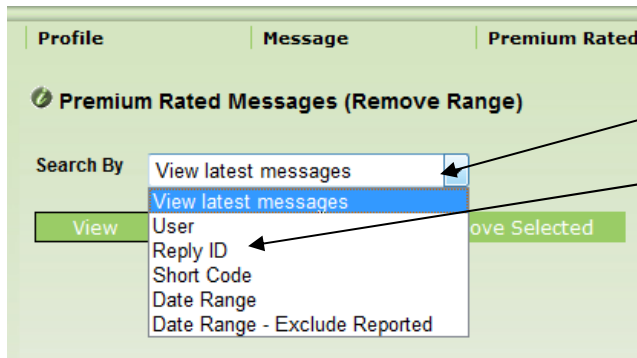 Profile Message Premium Rated
Premium Rated Messages (Remove Range)
Search By View latest messages
View latest messages
User
View ove Selected
Reply ID
Short Code
Date Range
Date Range - Exclude Reported